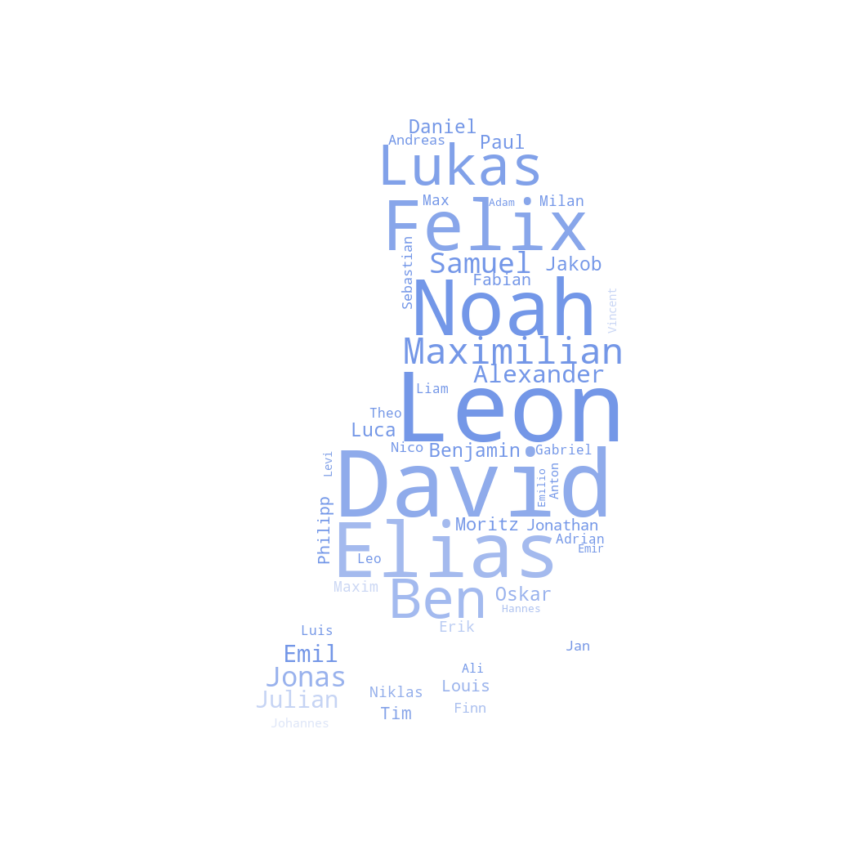 Daniel
Andreas
Paul
Lukas
Max
Adam
Milan
Felix
Sebastian
Samuel
Jakob
Fabian
Noah
Vincent
Maximilian
Alexander
Liam
Leon
Theo
Luca
Nico
Benjamin
Gabriel
Levi
David
Emilio
Anton
Philipp
Moritz
Jonathan
Adrian
Emir
Elias
Leo
Maxim
Ben
Oskar
Hannes
Erik
Luis
Jan
Emil
Ali
Jonas
Louis
Niklas
Julian
Finn
Tim
Johannes